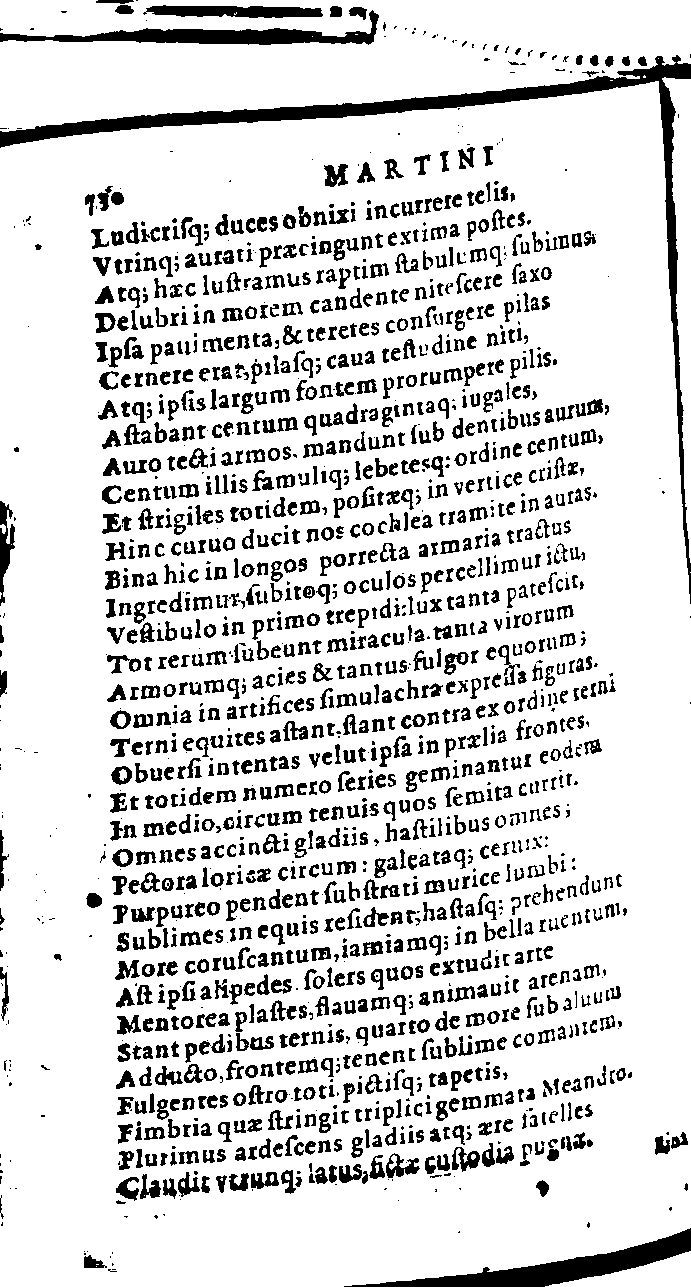 730
MARTINI
Ludicrisq; duces obnixi incurrere telis,
Vtrinq; aurati præcingunt extima postes.
Atq; hæc lustramus raptim stabulumq; subimus.
Delubri in morem candente nitescere saxo
Ipsa pauimenta, & teretes consurgere pilas
Cernere erat, pilasq; caua testudine niti,
Atq; ipsis largum fontem prorumpere pilis.
Astabant centum quadragintaq; iugales,
Auro tecti armos. mandunt sub dentibus aurum,
Centum illis famuliq; lebetesq; ordine centum,
Et strigiles totidem, positæq; in vertice cristæ,
Hinc curuo ducit nos cochlea tramite in auras.
Bina hic in longos porrecta armaria tractus
Ingredimur, subitoq; oculos percellimur ictu,
Vestibulo in primo trepidi: lux tanta patescit,
Tot rerum subeunt miracula. tanta virorum
Armorumq; acies & tantus fulgor equorum;
Omnia in artifices simulachra expressa figuras.
Terni equites astant, stant contra ex ordine terni
Obuersi intentas velut ipsa in prælia frontes.
Et totidem numero series geminantur eodem
In medio, circum tenuis quos semita currit.
Omnes accincti gladiis, hastilibus omnes;
Pectora loricæ circum: galeataq; ceruix:
Purpureo pendent substrati murice lumbi:
Sublimes in equis resident, hastasq; prehendunt
More coruscantum, iamiamq; in bella ruentum,
Ast ipsi alipedes. solers quos extudit arte
Mentorea plastes, flauamq; animauit arenam,
Stant pedibus ternis, quarto de more sub aluum
Adducto, frontemq; tenent sublime comantem,
Fulgentes ostro toti. pictisq; tapetis,
Fimbria quæ stringit triplici gemmata Meandro.
Plurimus ardescens gladiis atq; ære satelles
Claudit vtrunq; latus, fictæ custodia pugnæ.